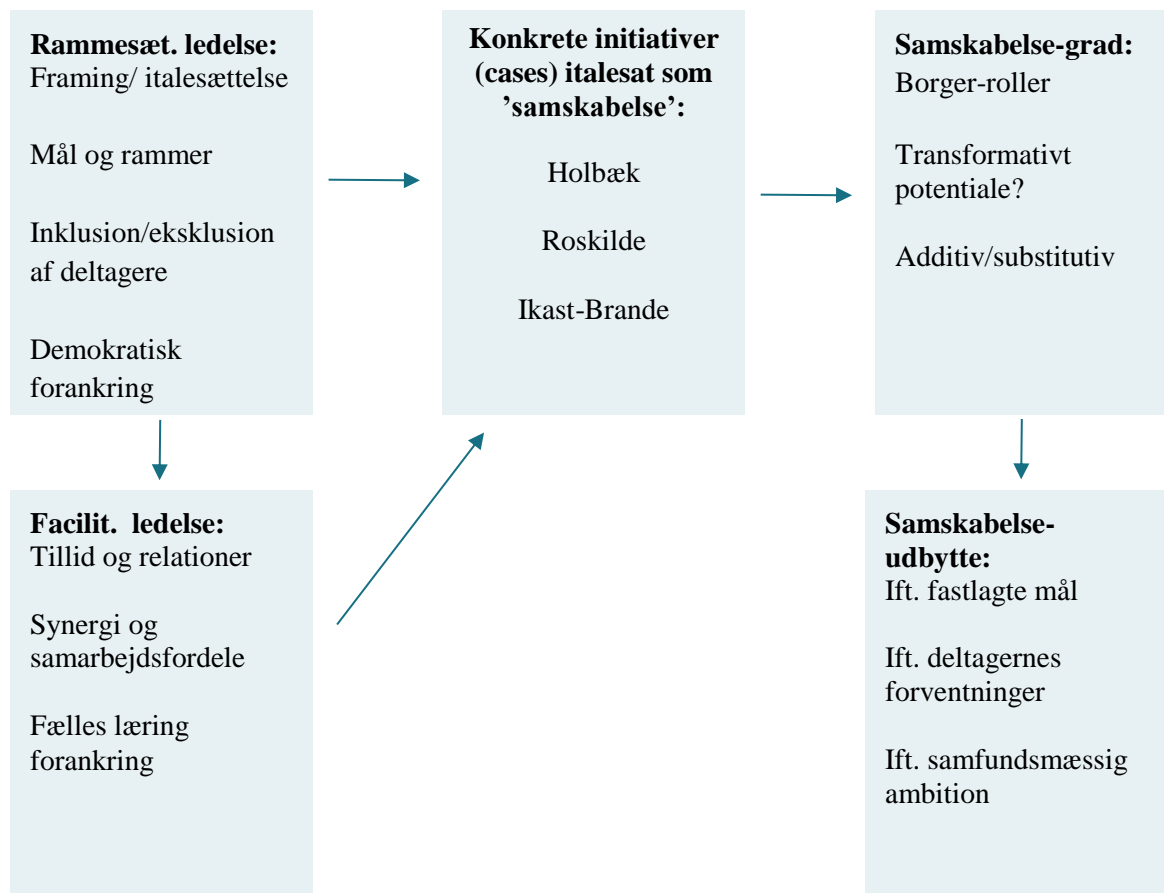 Rammesæt. ledelse:
Framing/ italesættelse
Mål og rammer
Inklusion/eksklusion
af deltagere
Demokratisk
forankring
Konkrete initiativer
(cases) italesat som
’samskabelse’:
Holbæk
Roskilde
Ikast-Brande
Samskabelse-grad:
Borger-roller
Transformativt
potentiale?
Additiv/substitutiv
Facilit.  ledelse:
Tillid og relationer
Synergi og
samarbejdsfordele
Fælles læring
forankring
Samskabelse-
udbytte:
Ift. fastlagte mål
Ift. deltagernes
forventninger
Ift. samfundsmæssig
ambition